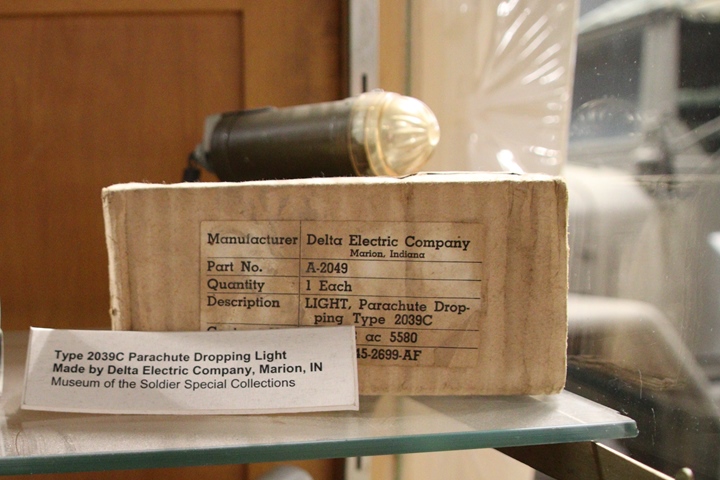 Manufacturer Delta Electric Company
Marion, Indiana
Part No. A-2049
Quantity 1 Each
Description LIGHT, Parachute Drop-
ping Type 2039C
ac 5580
45-2699-AF
Type 2039C Parachute Dropping Light
Made by Delta Electric Company, Marion, IN
Museum of the Soldier Special Collections